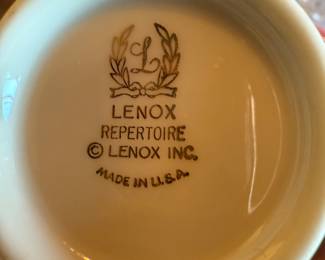 L
LENOX
REPERTOIRE
© LENOX INC.
MADE IN U.S.A.